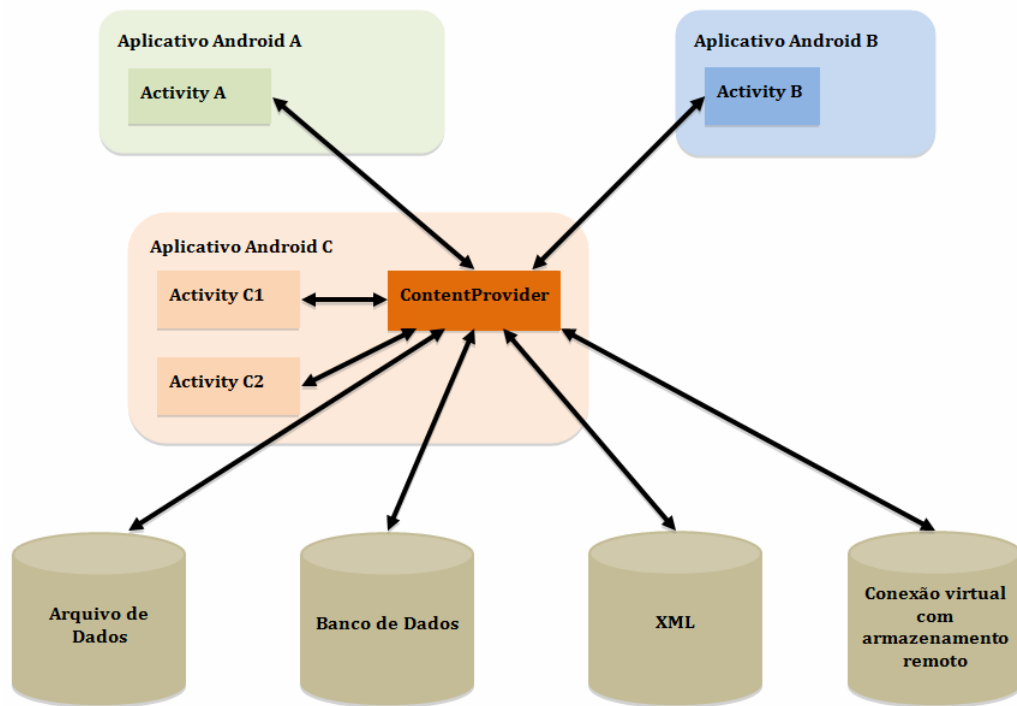 Aplicativo Android A
Activity A
Aplicativo Android B
Activity B
Aplicativo Android C
Activity C1
ContentProvider
Activity C2
Arquivo de
Dados
Banco de Dados
XML
Conexão virtual
com
armazenamento
remoto